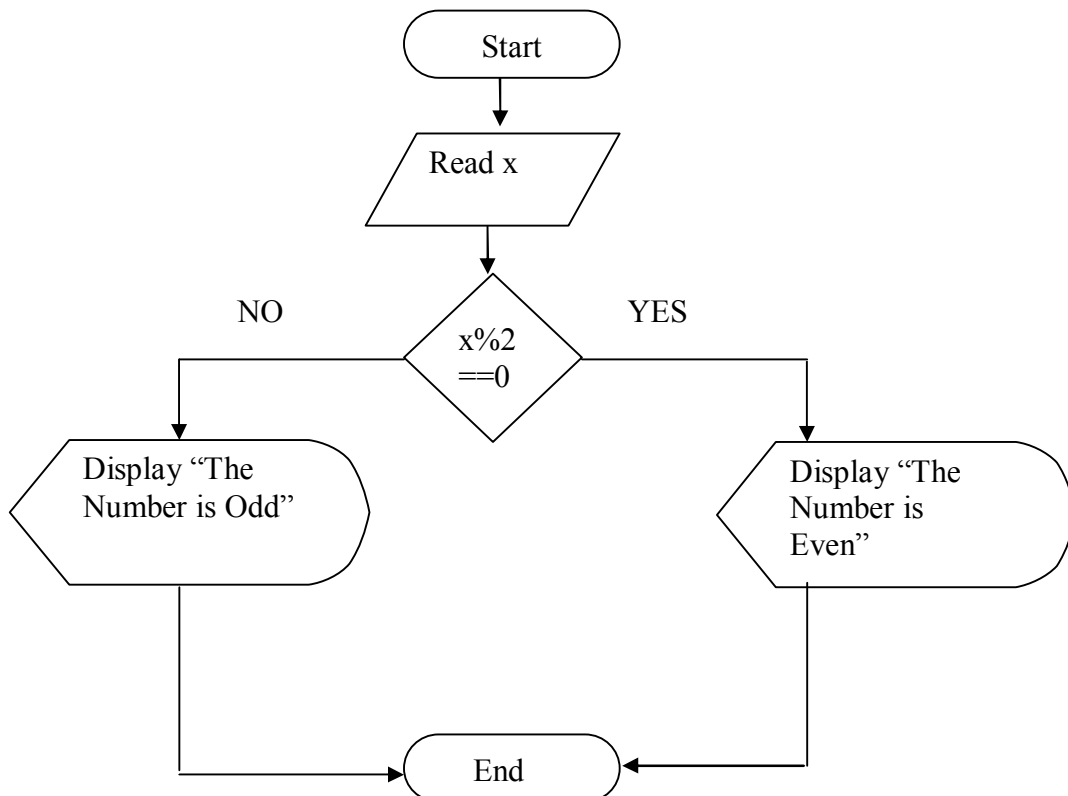 Start
Read x
NO
YES
x%2
==0
Display “The
Number is Odd”
Display “The
Number is
Even”
End